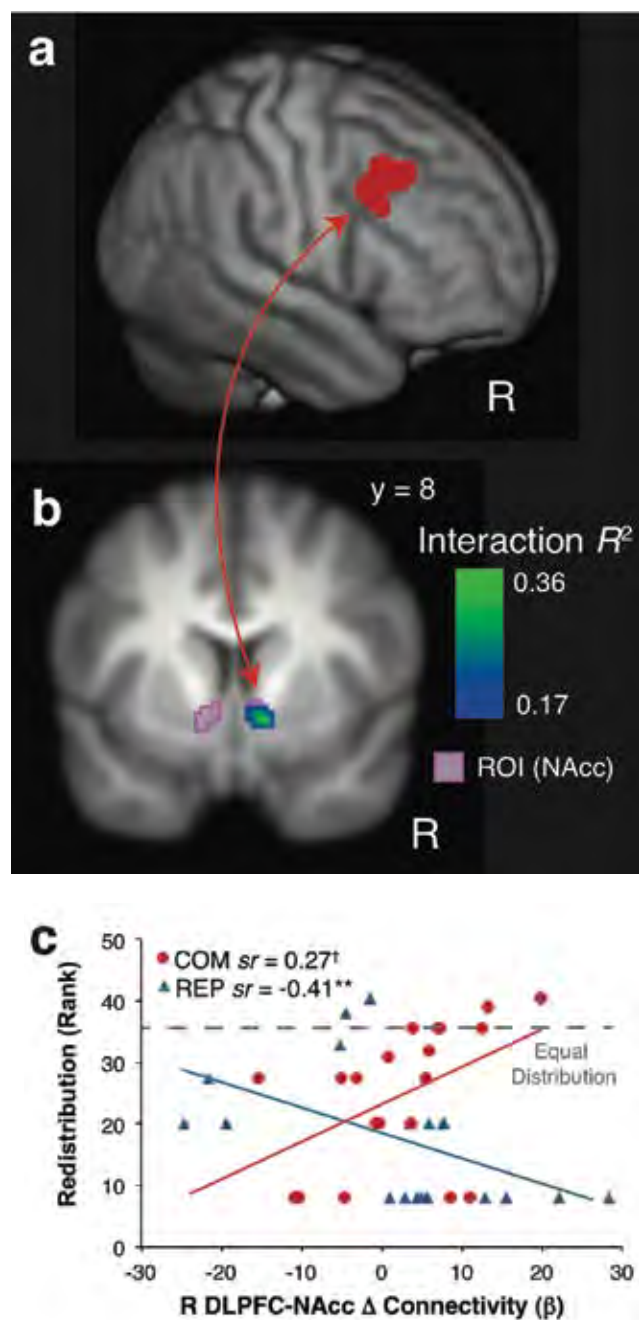 a
R
b
y = 8
Interaction R²
0.36
0.17
ROI (NAcc)
R
c
50
40
30
20
10
0
COM sr = 0.27†
REP sr = -0.41**
Equal
Distribution
Redistribution (Rank)
-30
-20
-10
0
10
20
30
R DLPFC-NAcc Δ Connectivity (β)